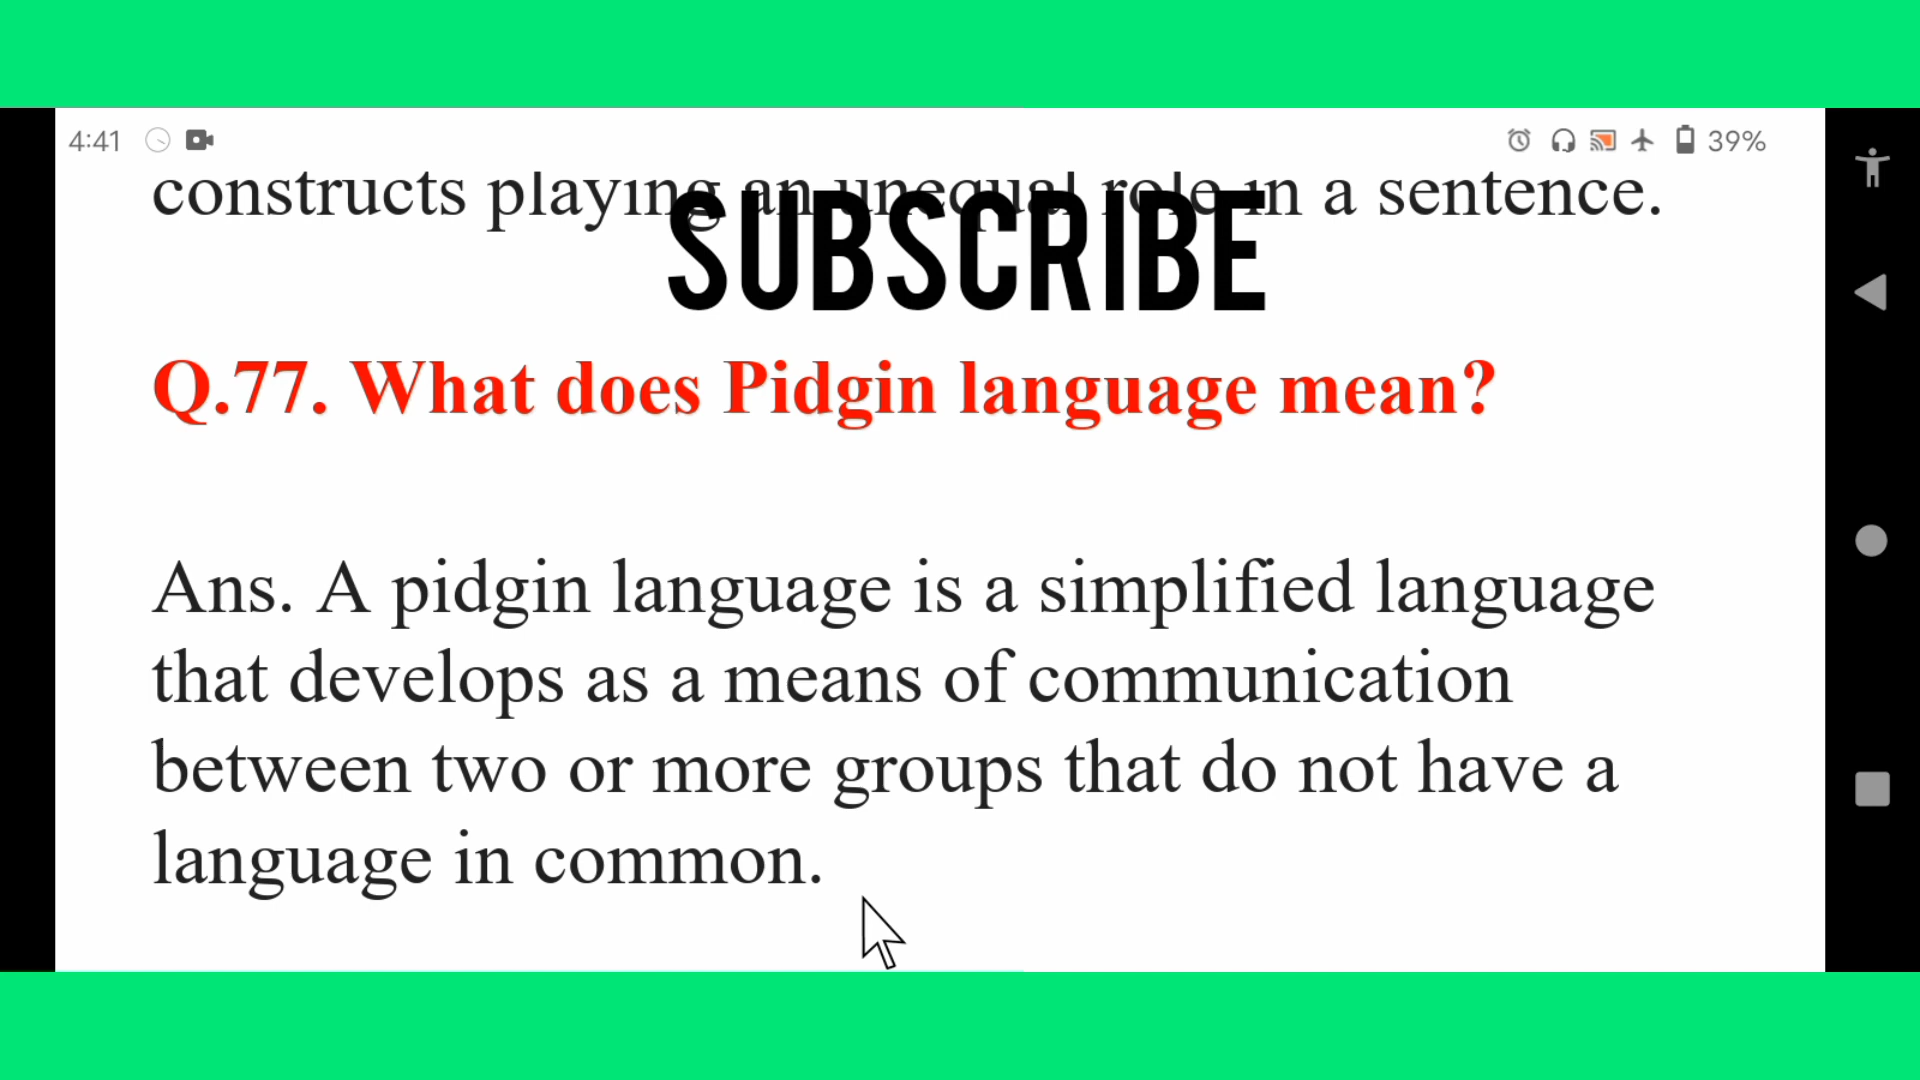 4:41
39%
constructs playing an unequal role in a sentence.
SUBSCRIBE
Q.77. What does Pidgin language mean?
Ans. A pidgin language is a simplified language
that develops as a means of communication
between two or more groups that do not have a
language in common.